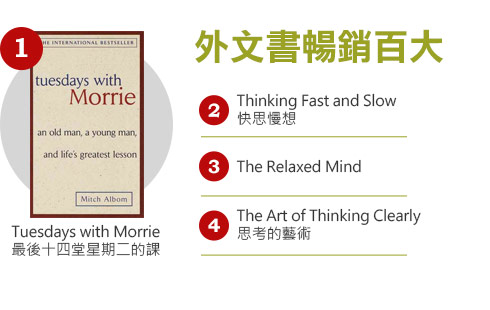 1
THE INTERNATIONAL BESTSELLER
tuesdays with
Morrie
an old man, a young man,
and life's greatest lesson
Mitch Albom
Tuesdays with Morrie
最後十四堂星期二的課
外文書暢銷百大
2
Thinking Fast and Slow
快思慢想
3
The Relaxed Mind
4
The Art of Thinking Clearly
思考的藝術